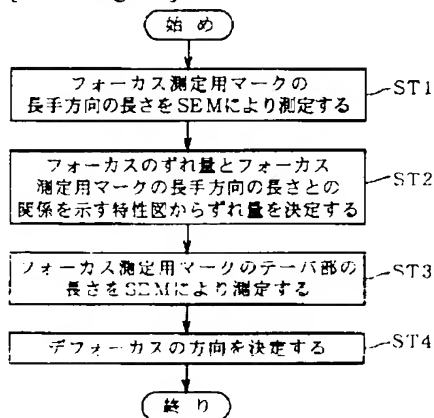 始め
フォーカス測定用マークの
長手方向の長さをSEMにより測定する
ST1
フォーカスのずれ量とフォーカス
測定用マークの長手方向の長さとの
関係を示す特性図からずれ量を決定する
ST2
フォーカス測定用マークのテーパ部の
長さをSEMにより測定する
ST3
デフォーカスの方向を決定する
ST4
終り